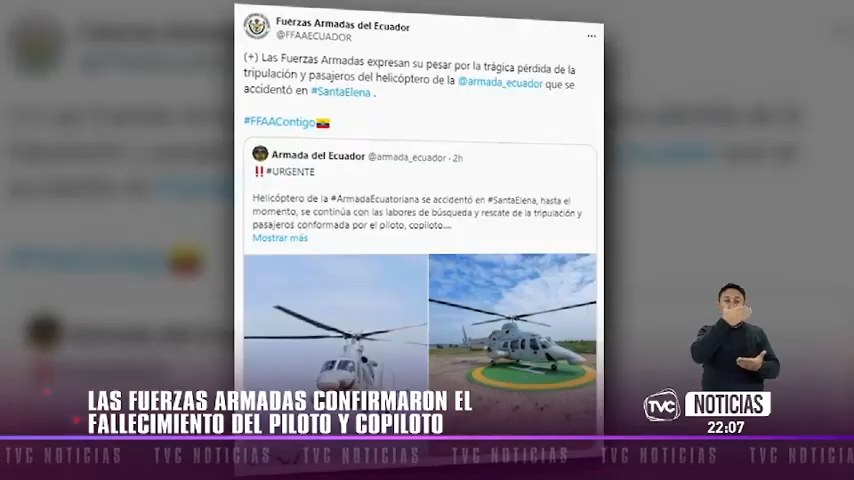 Fuerzas Armadas del Ecuador
@FFAAECUADOR
(+) Las Fuerzas Armadas expresan su pesar por la trágica pérdida de la
tripulación y pasajeros del helicóptero de la @armada_ecuador que se
accidentó en #SantaElena .
#FFAAContigo
Armada del Ecuador @armada_ecuador · 2h
‼️#URGENTE
Helicóptero de la #ArmadaEcuatoriana se accidentó en #SantaElena, hasta el
momento, se continúa con las labores de búsqueda y rescate de la tripulación y
pasajeros conformada por el piloto, copiloto....
Mostrar más
LAS FUERZAS ARMADAS CONFIRMARON EL
FALLECIMIENTO DEL PILOTO Y COPILOTO
TVC NOTICIAS
22:07
TVC NOTICIAS TVC NOTICIAS TVC NOTICIAS TVC NOTICIAS TVC NOTICIAS TVC NOTICIAS